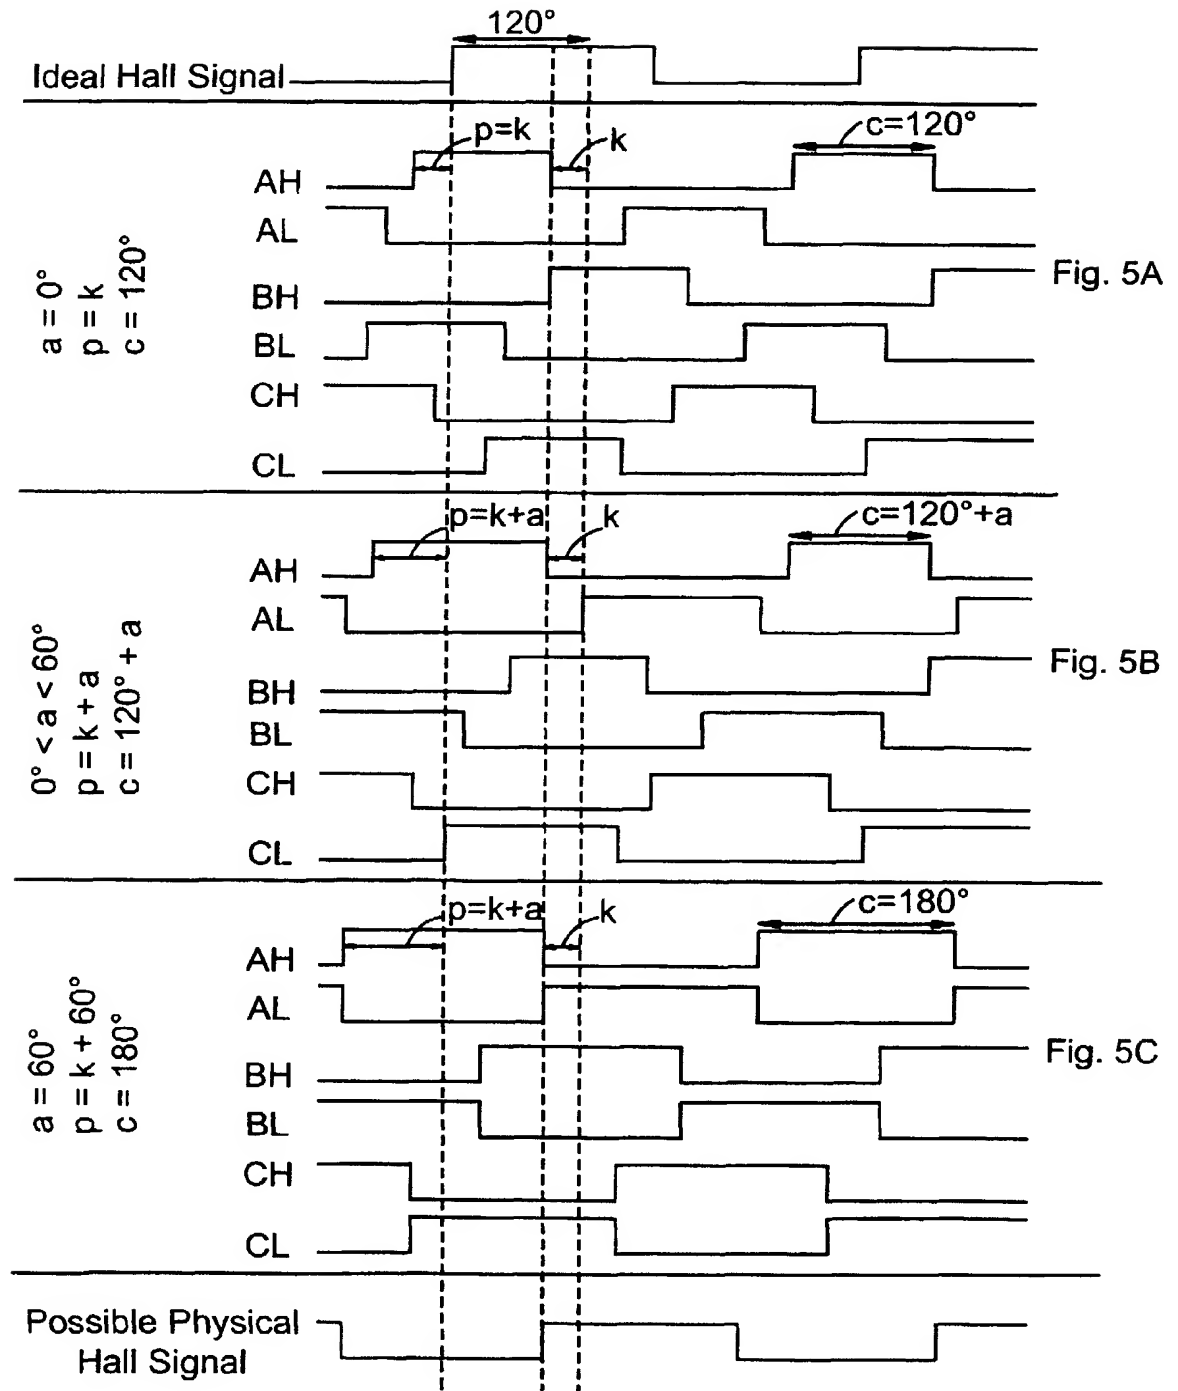 120°
Ideal Hall Signal
p=k
k
c=120°
AH
AL
BH
BL
CH
CL
a = 0°
p = k
c = 120°
Fig. 5A
p=k+a
k
c=120°+a
AH
AL
BH
BL
CH
CL
0° < a < 60°
p = k + a
c = 120° + a
Fig. 5B
p=k+a
k
c=180°
AH
AL
BH
BL
CH
CL
a = 60°
p = k + 60°
c = 180°
Fig. 5C
Possible Physical
Hall Signal